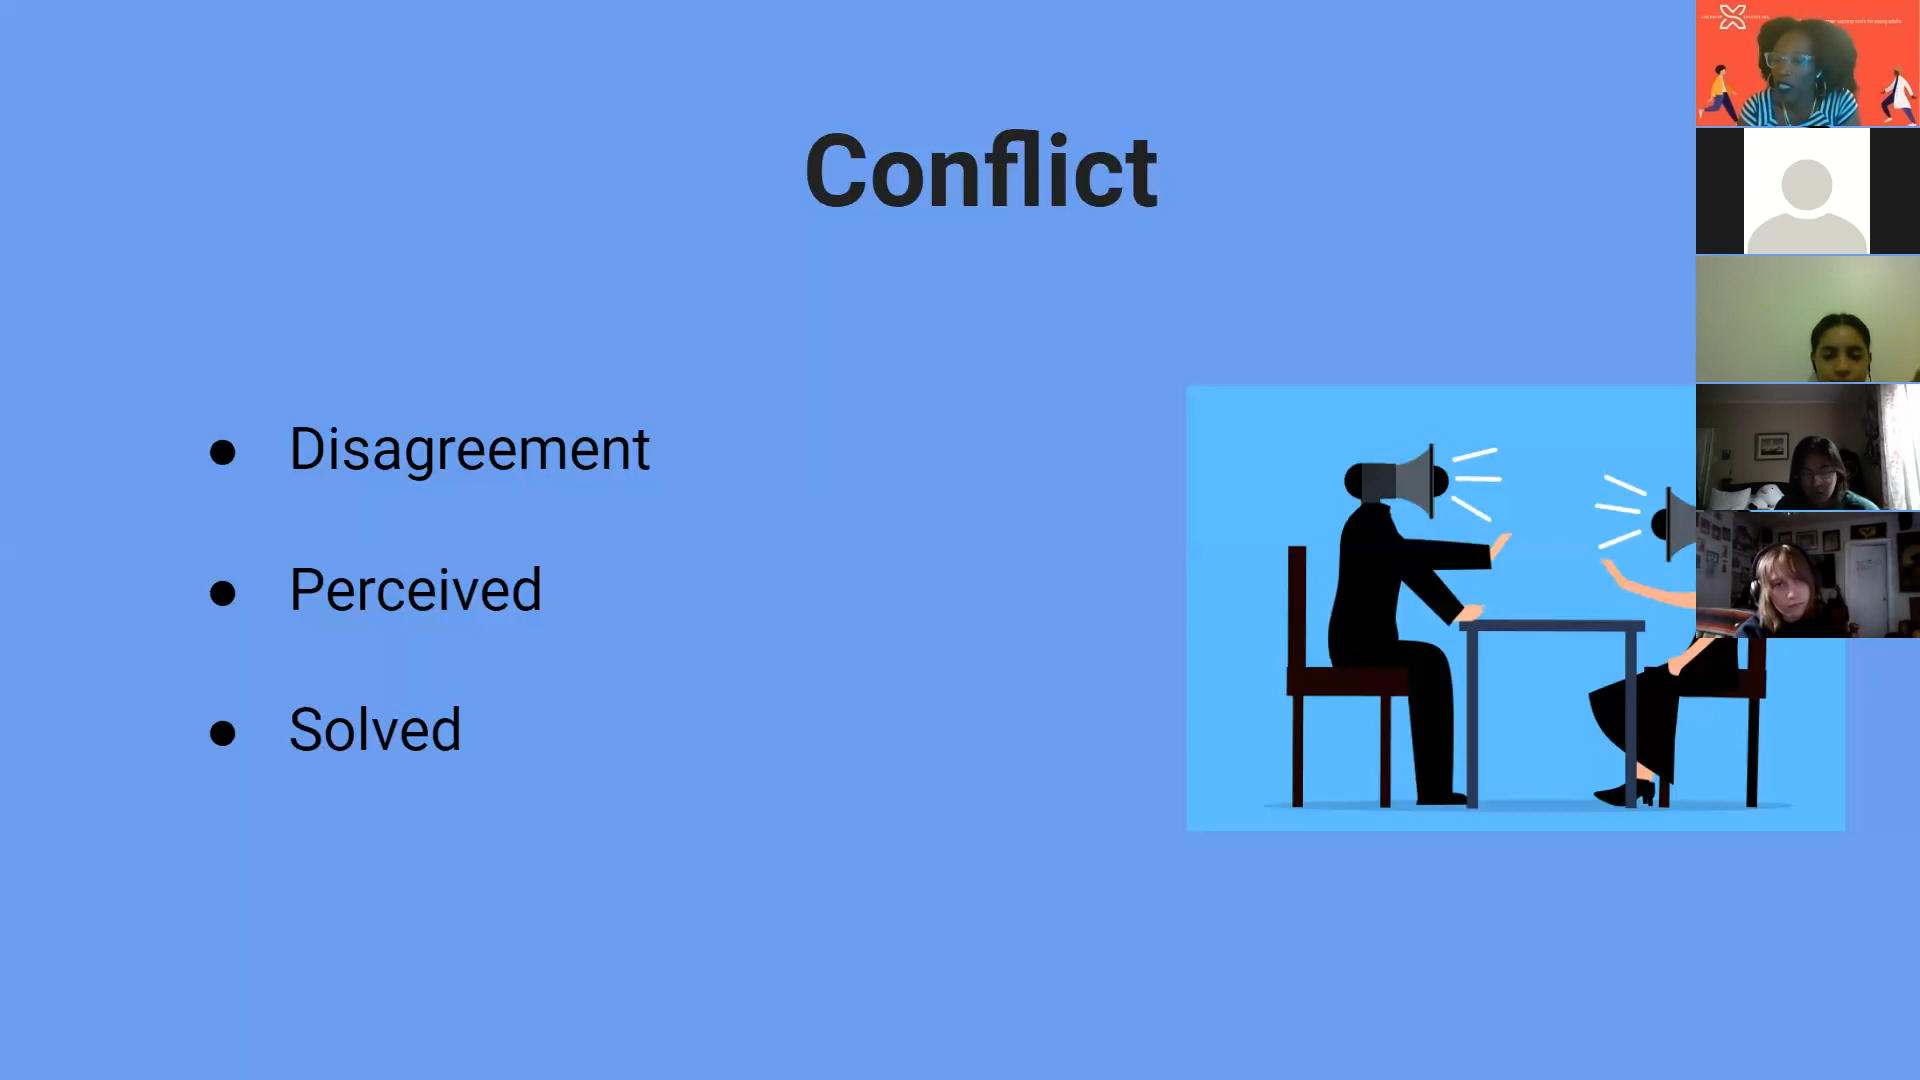 Conflict
● Disagreement
● Perceived
● Solved